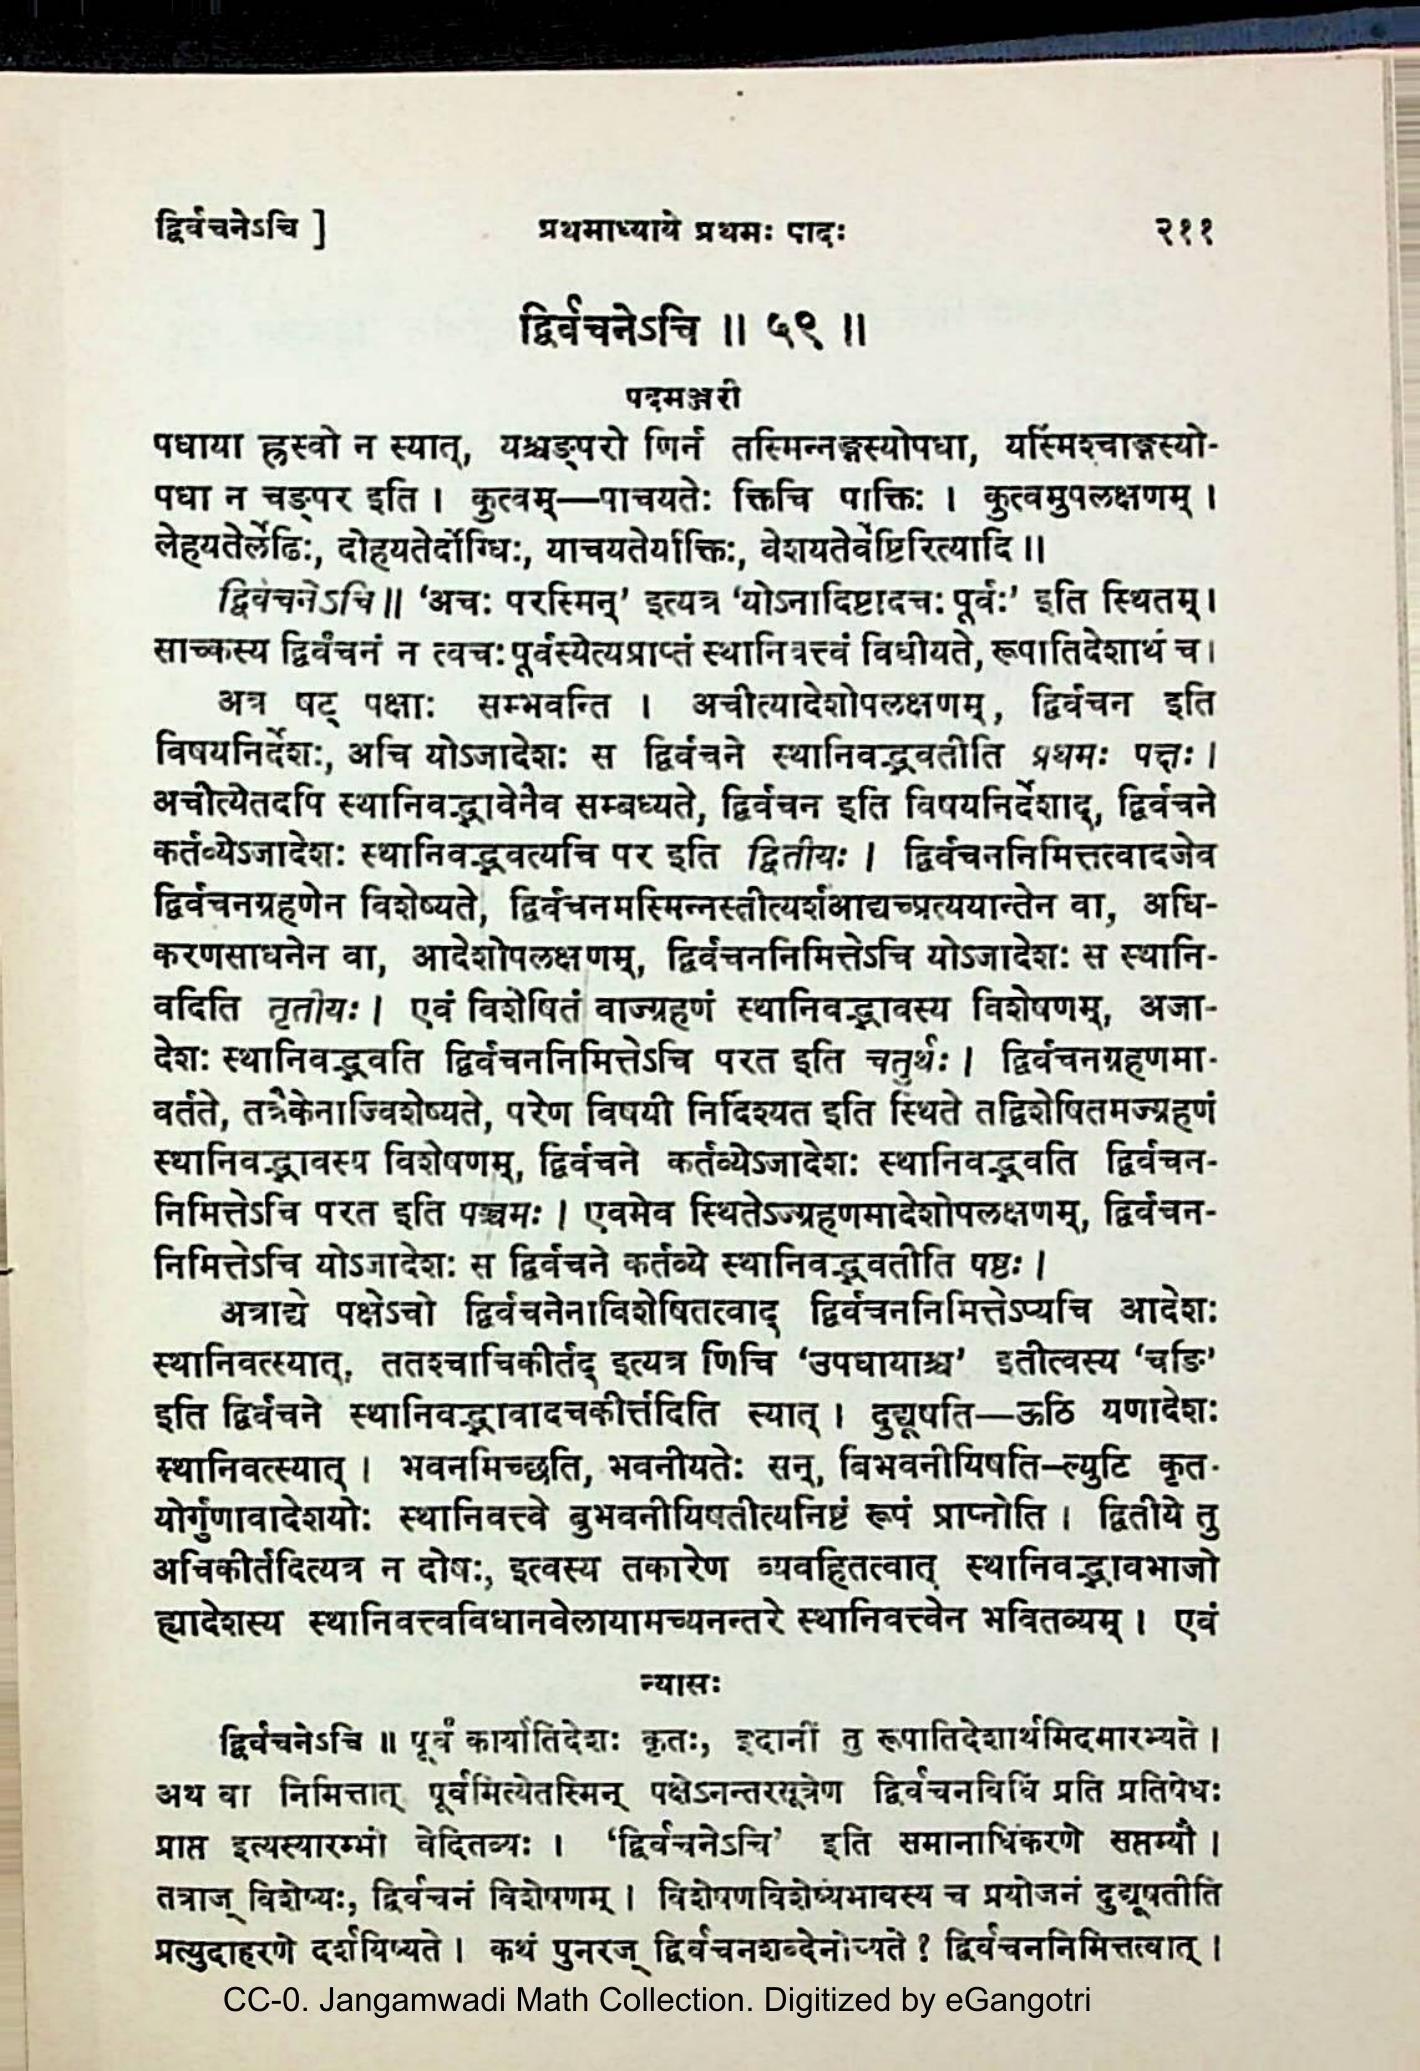 द्विर्वचनेऽचि ]
प्रथमाध्याये प्रथमः पादः
२११
द्विर्वचनेऽचि ॥ ५९ ॥
पदमञ्जरी
पधाया ह्रस्वो न स्यात्, यश्चङ्परो णिर्न तस्मिन्नङ्गस्योपधा, यस्मिंश्चाङ्गस्यो-
पधा न चङ्पर इति । कुत्वम्—पाचयतेः क्तिचि पाक्तिः । कुत्वमुपलक्षणम् ।
लेहयतेर्लेढिः, दोहयतेर्दोग्धिः, याचयतेर्याक्तिः, वेशयतेर्वेष्टिरित्यादि ॥
द्विर्वचनेऽचि ॥ ‘अचः परस्मिन्’ इत्यत्र ‘योऽनादिष्टादचः पूर्वः’ इति स्थितम् ।
साच्कस्य द्विर्वचनं न त्वचः पूर्वस्येत्यप्राप्तं स्थानिवत्त्वं विधीयते, रूपातिदेशार्थं च ।
अत्र षट् पक्षाः सम्भवन्ति । अचीत्यादेशोपलक्षणम्, द्विर्वचन इति
विषयनिर्देशः, अचि योऽजादेशः स द्विर्वचने स्थानिवद्भवतीति प्रथमः पक्षः ।
अचीत्येतदपि स्थानिवद्भावेनैव सम्बध्यते, द्विर्वचन इति विषयनिर्देशाद्, द्विर्वचने
कर्तव्येऽजादेशः स्थानिवद्भवत्यचि पर इति द्वितीयः । द्विर्वचननिमित्तत्वादजेव
द्विर्वचनग्रहणेन विशेष्यते, द्विर्वचनमस्मिन्नस्तीत्यर्शआद्यच्प्रत्ययान्तेन वा, अधि-
करणसाधनेन वा, आदेशोपलक्षणम्, द्विर्वचननिमित्तेऽचि योऽजादेशः स स्थानि-
वदिति तृतीयः । एवं विशेषितं वाज्ग्रहणं स्थानिवद्भावस्य विशेषणम्, अजा-
देशः स्थानिवद्भवति द्विर्वचननिमित्तेऽचि परत इति चतुर्थः । द्विर्वचनग्रहणमा-
वर्तते, तत्रैकेनाज्विशेष्यते, परेण विषयी निर्दिश्यत इति स्थिते तद्विशेषितमज्ग्रहणं
स्थानिवद्भावस्य विशेषणम्, द्विर्वचने कर्तव्येऽजादेशः स्थानिवद्भवति द्विर्वचन-
निमित्तेऽचि परत इति पञ्चमः । एवमेव स्थितेऽज्ग्रहणमादेशोपलक्षणम्, द्विर्वचन-
निमित्तेऽचि योऽजादेशः स द्विर्वचने कर्तव्ये स्थानिवद्भवतीति षष्ठः ।
अत्राद्ये पक्षेऽचो द्विर्वचनेनाविशेषितत्वाद् द्विर्वचननिमित्तेऽप्यचि आदेशः
स्थानिवत्स्यात्, ततश्चाचिकीर्तद् इत्यत्र णिचि ‘उपधायाश्च’ इतीत्वस्य ‘चङि’
इति द्विर्वचने स्थानिवद्भावादचकीर्त्तदिति स्यात् । दुद्यूषति—ऊठि यणादेशः
स्थानिवत्स्यात् । भवनमिच्छति, भवनीयतेः सन्, विभवनीयिषति—ल्युटि कृत-
योर्गुणावादेशयोः स्थानिवत्त्वे बुभवनीयिषतीत्यनिष्टं रूपं प्राप्नोति । द्वितीये तु
अचिकीर्तदित्यत्र न दोषः, इत्वस्य तकारेण व्यवहितत्वात् स्थानिवद्भावभाजो
ह्यादेशस्य स्थानिवत्त्वविधानवेलायामच्यनन्तरे स्थानिवत्त्वेन भवितव्यम् । एवं
न्यासः
द्विर्वचनेऽचि ॥ पूर्वं कार्यातिदेशः कृतः, इदानीं तु रूपातिदेशार्थमिदमारभ्यते ।
अथ वा निमित्तात् पूर्वमित्येतस्मिन् पक्षेऽनन्तरसूत्रेण द्विर्वचनविधिं प्रति प्रतिषेधः
प्राप्त इत्यस्यारम्भो वेदितव्यः । ‘द्विर्वचनेऽचि’ इति समानाधिकरणे सप्तम्यौ ।
तत्राज् विशेष्यः, द्विर्वचनं विशेषणम् । विशेषणविशेष्यभावस्य च प्रयोजनं दुद्यूषतीति
प्रत्युदाहरणे दर्शयिष्यते । कथं पुनरज् द्विर्वचनशब्देनोच्यते ? द्विर्वचननिमित्तत्वात् ।
CC-0. Jangamwadi Math Collection. Digitized by eGangotri